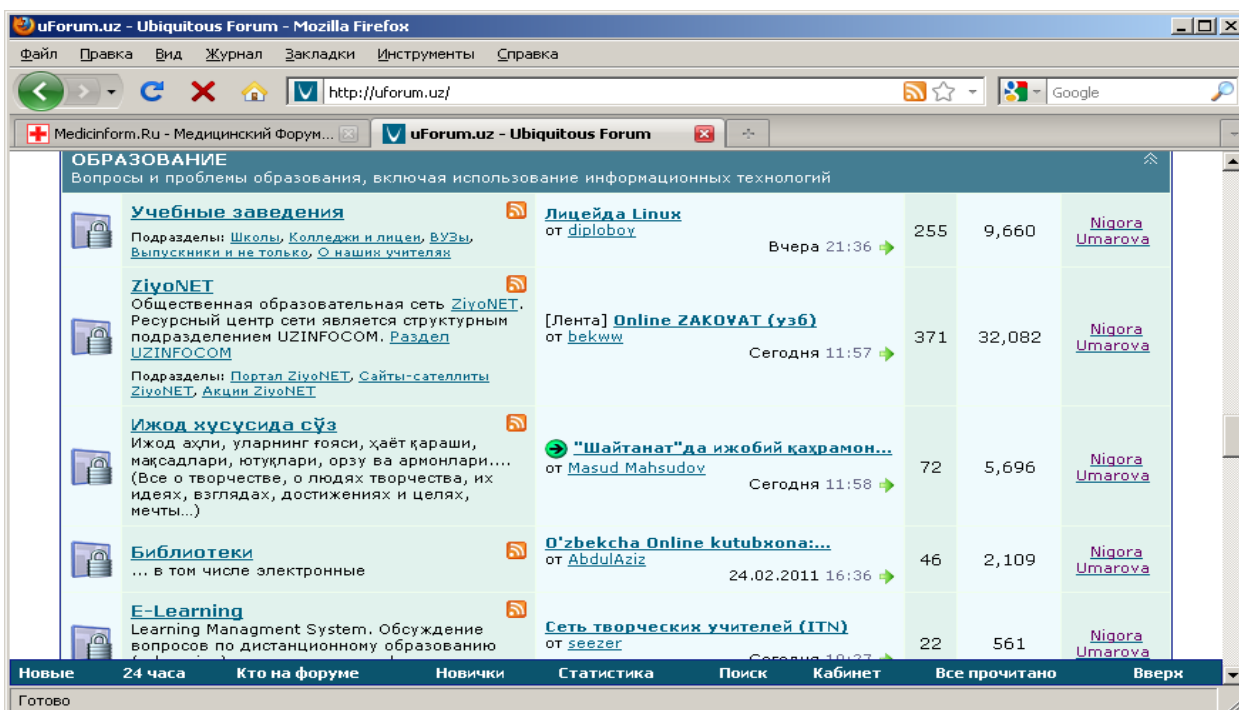 uForum.uz - Ubiquitous Forum - Mozilla Firefox
Файл Правка Вид Журнал Закладки Инструменты Справка
http://uforum.uz/ Google
Medicinform.Ru - Медицинский Форум... uForum.uz - Ubiquitous Forum
ОБРАЗОВАНИЕ
Вопросы и проблемы образования, включая использование информационных технологий
Учебные заведения
Подразделы: Школы, Колледжи и лицеи, ВУЗы,
Выпускники и не только, О наших учителях
Лицейда Linux
от diploboy
Вчера 21:36
255 9,660 Nigora
Umarova
ZiyoNET
Общественная образовательная сеть ZiyoNET.
Ресурсный центр сети является структурным
подразделением UZINFOCOM. Раздел
UZINFOCOM
Подразделы: Портал ZiyoNET, Сайты-сателлиты
ZiyoNET, Акции ZiyoNET
[Лента] Online ZAKOVAT (узб)
от bekww
Сегодня 11:57
371 32,082 Nigora
Umarova
Ижод хусусида сўз
Ижод аҳли, уларнинг ғояси, ҳаёт қараши,
мақсадлари, ютуқлари, орзу ва армонлари....
(Все о творчестве, о людях творчества, их
идеях, взглядах, достижениях и целях,
мечты...)
"Шайтанат"да ижобий қаҳрамон...
от Masud Mahsudov
Сегодня 11:58
72 5,696 Nigora
Umarova
Библиотеки
... в том числе электронные
O'zbekcha Online kutubxona:...
от AbdulAziz
24.02.2011 16:36
46 2,109 Nigora
Umarova
E-Learning
Learning Managment System. Обсуждение
вопросов по дистанционному образованию
Сеть творческих учителей (ITN)
от seezer
22 561 Nigora
Umarova
Новые 24 часа Кто на форуме Новички Статистика Поиск Кабинет Все прочитано Вверх
Готово